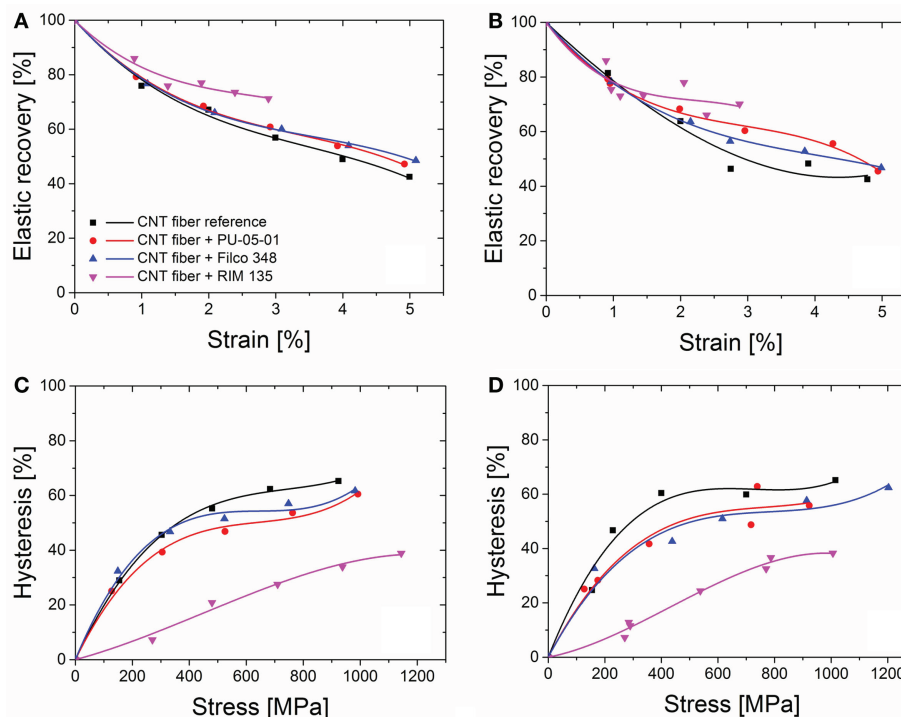 A
Elastic recovery [%]
100
80
60
40
20
0
CNT fiber reference
CNT fiber + PU-05-01
CNT fiber + Filco 348
CNT fiber + RIM 135
0 1 2 3 4 5
Strain [%]
B
Elastic recovery [%]
100
80
60
40
20
0
0 1 2 3 4 5
Strain [%]
C
Hysteresis [%]
100
80
60
40
20
0
0 200 400 600 800 1000 1200
Stress [MPa]
D
Hysteresis [%]
100
80
60
40
20
0
0 200 400 600 800 1000 1200
Stress [MPa]